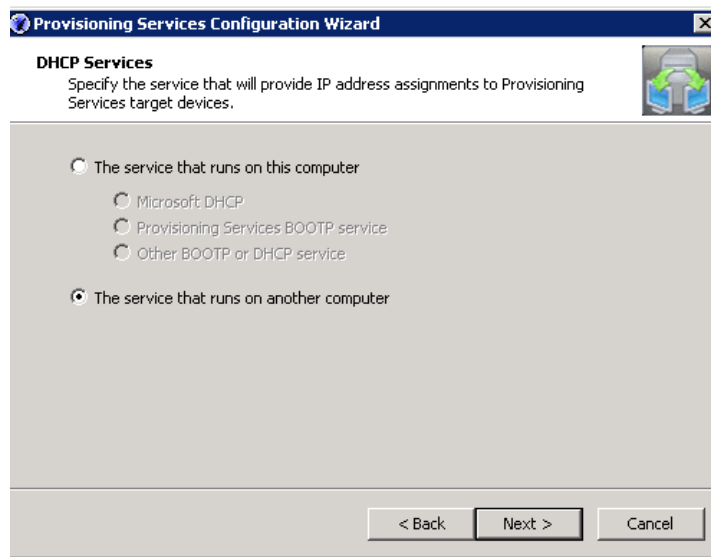 Provisioning Services Configuration Wizard
DHCP Services
Specify the service that will provide IP address assignments to Provisioning
Services target devices.
The service that runs on this computer
Microsoft DHCP
Provisioning Services BOOTP service
Other BOOTP or DHCP service
The service that runs on another computer
< Back Next > Cancel